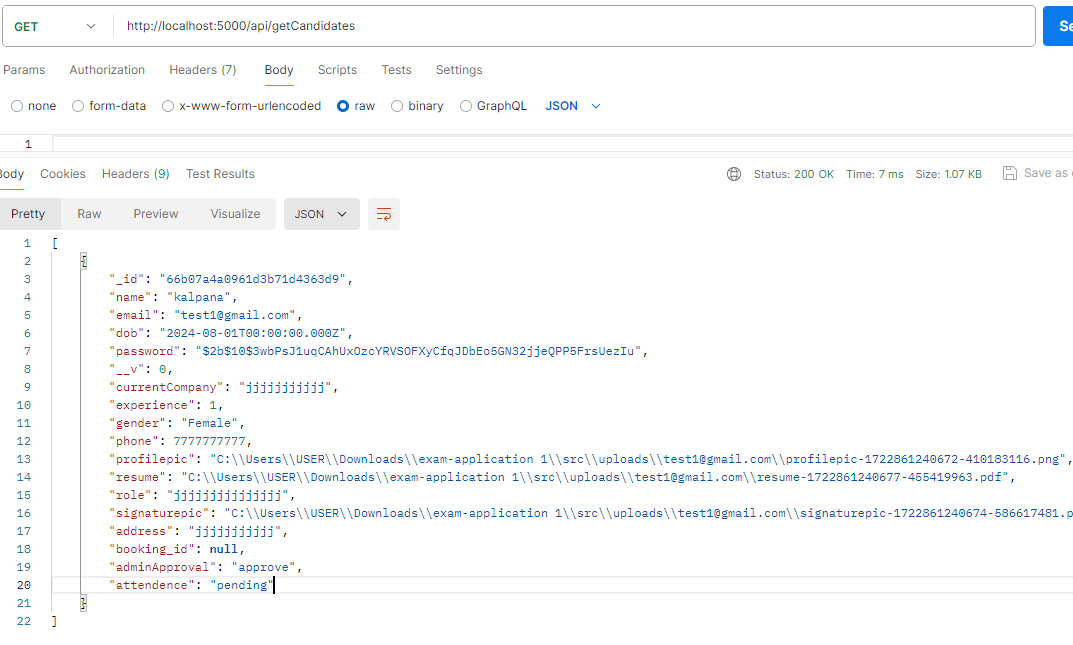 GET http://localhost:5000/api/getCandidates Se
Params Authorization Headers (7) Body Scripts Tests Settings
none form-data x-www-form-urlencoded raw binary GraphQL JSON
1
Body Cookies Headers (9) Test Results Status: 200 OK Time: 7 ms Size: 1.07 KB Save as
Pretty Raw Preview Visualize JSON
1 [
2 {
3 "_id": "66b07a4a0961d3b71d4363d9",
4 "name": "kalpana",
5 "email": "test1@gmail.com",
6 "dob": "2024-08-01T00:00:00.000Z",
7 "password": "$2b$10$3wbPsJ1uqCAhUxOzcYRVSOFXyCfqJDbEo5GN32jjeQPP5FrsUezIu",
8 "__v": 0,
9 "currentCompany": "jjjjjjjjjjj",
10 "experience": 1,
11 "gender": "Female",
12 "phone": 7777777777,
13 "profilepic": "C:\\Users\\USER\\Downloads\\exam-application 1\\src\\uploads\\test1@gmail.com\\profilepic-1722861240672-410183116.png",
14 "resume": "C:\\Users\\USER\\Downloads\\exam-application 1\\src\\uploads\\test1@gmail.com\\resume-1722861240677-455419963.pdf",
15 "role": "jjjjjjjjjjjjjjj",
16 "signaturepic": "C:\\Users\\USER\\Downloads\\exam-application 1\\src\\uploads\\test1@gmail.com\\signaturepic-1722861240674-586617481.p
17 "address": "jjjjjjjjjjj",
18 "booking_id": null,
19 "adminApproval": "approve",
20 "attendence": "pending"
21 }
22 ]